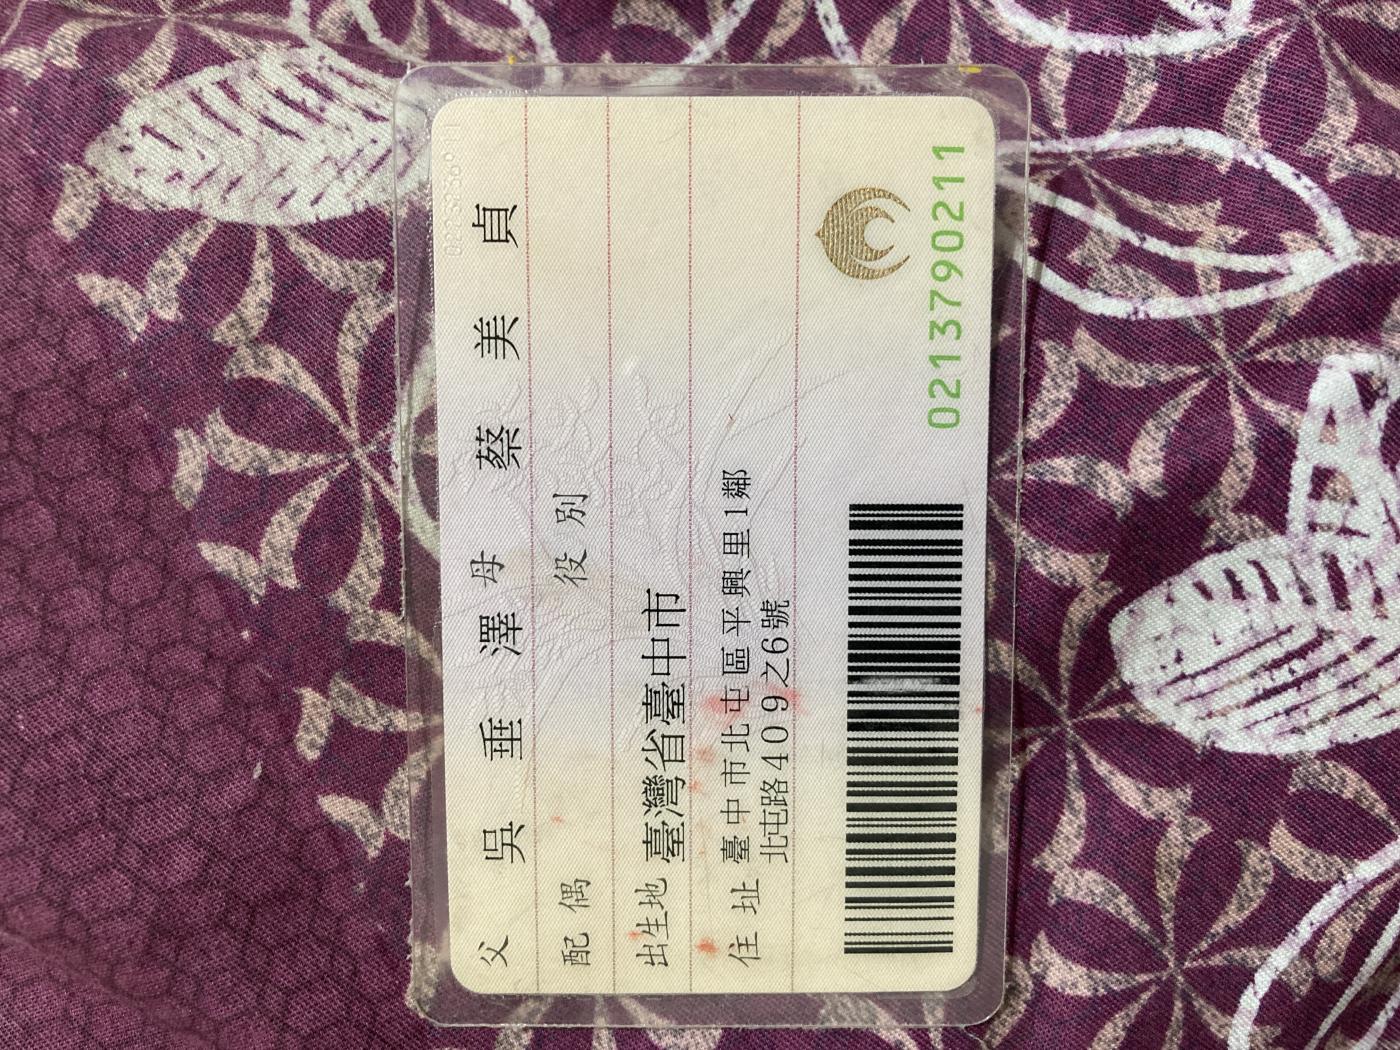 父 吳垂澤 母 蔡美貞
配偶 役別
出生地 臺灣省臺中市
住址 臺中市北屯區平興里1鄰
北屯路409之6號
0213790211